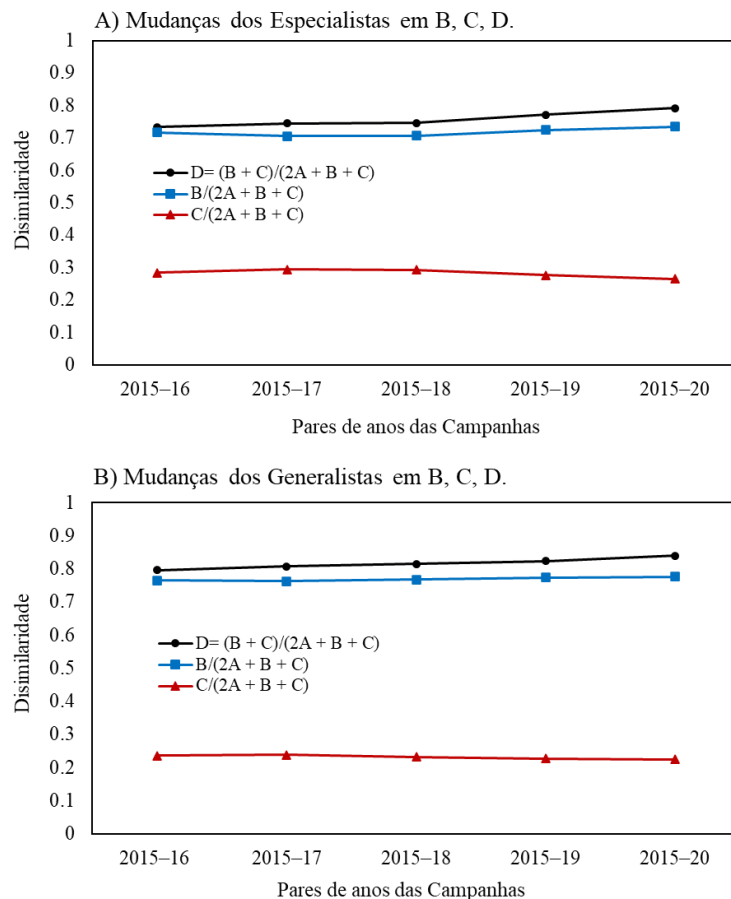 A) Mudanças dos Especialistas em B, C, D.
1
0.9
0.8
0.7
0.6
0.5
0.4
0.3
0.2
0.1
0
Disimilaridade
D= (B + C)/(2A + B + C)
B/(2A + B + C)
C/(2A + B + C)
2015–16 2015–17 2015–18 2015–19 2015–20
Pares de anos das Campanhas
B) Mudanças dos Generalistas em B, C, D.
1
0.9
0.8
0.7
0.6
0.5
0.4
0.3
0.2
0.1
0
Disimilaridade
D= (B + C)/(2A + B + C)
B/(2A + B + C)
C/(2A + B + C)
2015–16 2015–17 2015–18 2015–19 2015–20
Pares de anos das Campanhas